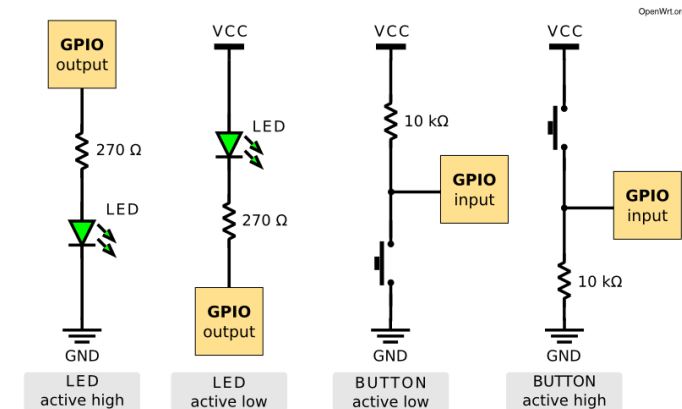 OpenWrt.or
GPIO
output
270 Ω
LED
GND
LED
active high
VCC
LED
270 Ω
GPIO
output
LED
active low
VCC
10 kΩ
GPIO
input
GND
BUTTON
active low
VCC
GPIO
input
10 kΩ
GND
BUTTON
active high